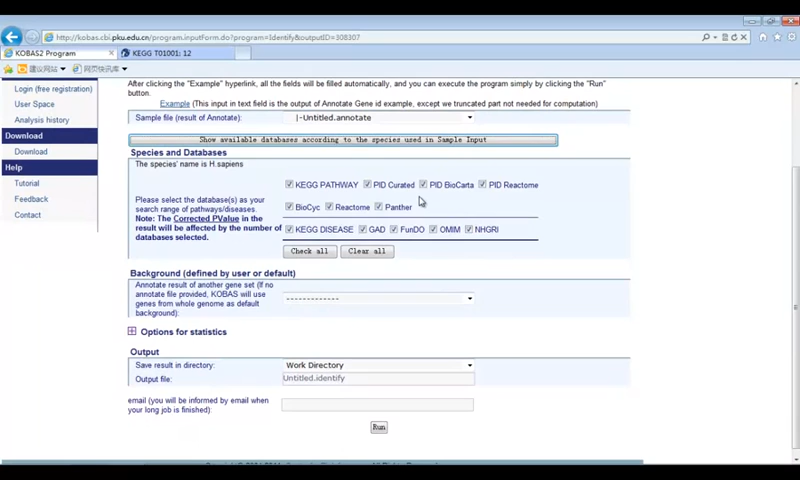 http://kobas.cbi.pku.edu.cn/program.inputForm.do?program=Identify&outputID=308307
KOBAS2 Program
KEGG T01001: 12
建议网站
网页快讯库
Login (free registration)
User Space
Analysis history
Download
Download
Help
Tutorial
Feedback
Contact
After clicking the "Example" hyperlink, all the fields will be filled automatically, and you can execute the program simply by clicking the "Run"
button.
Example (This input in text field is the output of Annotate Gene id example, except we truncated part not needed for computation)
Sample file (result of Annotate):
|-Untitled.annotate
Show available databases according to the species used in Sample Input
Species and Databases
The species' name is H.sapiens
Please select the database(s) as your
search range of pathways/diseases.
Note: The Corrected PValue in the
result will be affected by the number of
databases selected.
KEGG PATHWAY PID Curated PID BioCarta PID Reactome
BioCyc Reactome Panther
KEGG DISEASE GAD FunDO OMIM NHGRI
Check all Clear all
Background (defined by user or default)
Annotate result of another gene set (If no
annotate file provided, KOBAS will use
genes from whole genome as default
background):
-------------
Options for statistics
Output
Save result in directory:
Work Directory
Output file:
Untitled.identify
email (you will be informed by email when
your long job is finished):
Run